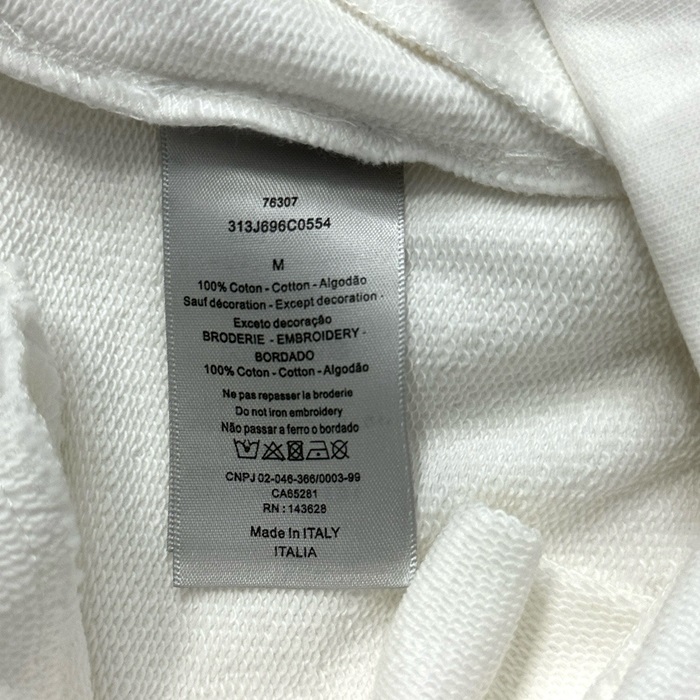 76307
313J696C0554
M
100% Coton - Cotton - Algodão
Sauf décoration - Except decoration -
Exceto decoração
BRODERIE - EMBROIDERY -
BORDADO
100% Coton - Cotton - Algodão
Ne pas repasser la broderie
Do not iron embroidery
Não passar a ferro o bordado
CNPJ 02-046-366/0003-99
CA65281
RN : 143628
Made In ITALY
ITALIA